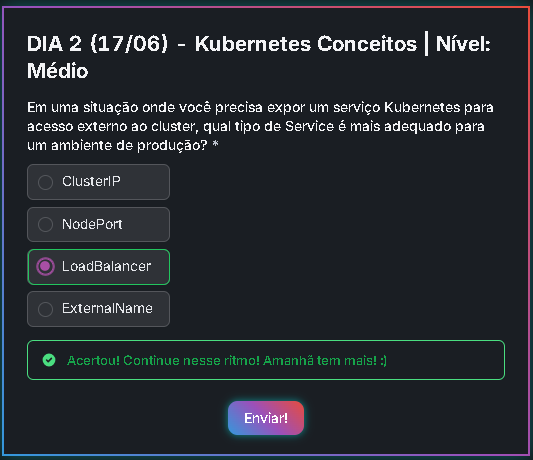 DIA 2 (17/06) - Kubernetes Conceitos | Nível:
Médio
Em uma situação onde você precisa expor um serviço Kubernetes para
acesso externo ao cluster, qual tipo de Service é mais adequado para
um ambiente de produção? *
ClusterIP
NodePort
LoadBalancer
ExternalName
Acertou! Continue nesse ritmo! Amanhã tem mais! :)
Enviar!